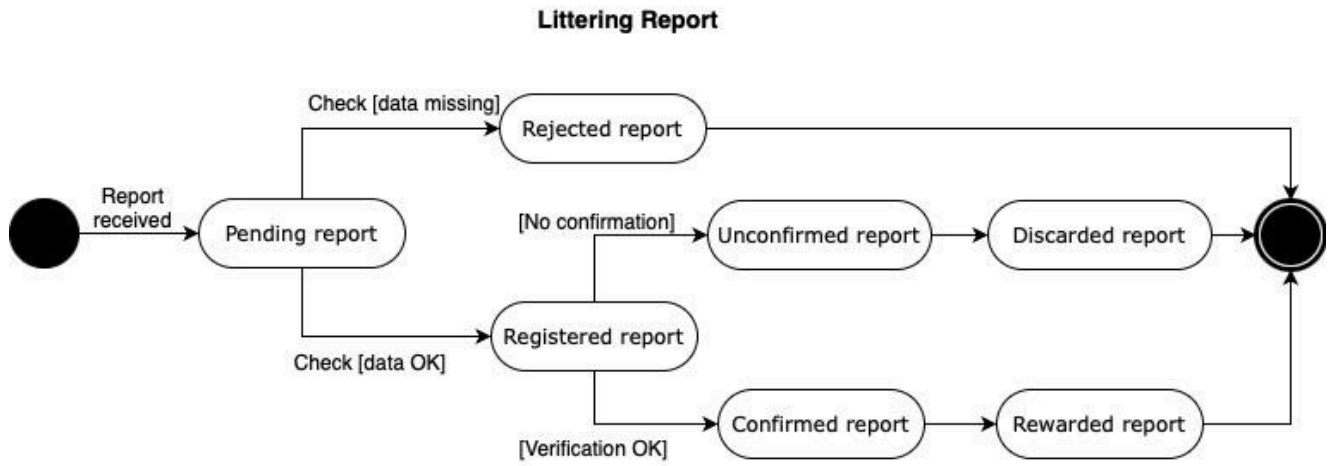 Littering Report
Check [data missing]
Rejected report
Report
received
Pending report
[No confirmation]
Unconfirmed report
Discarded report
Registered report
Check [data OK]
Confirmed report
Rewarded report
[Verification OK]